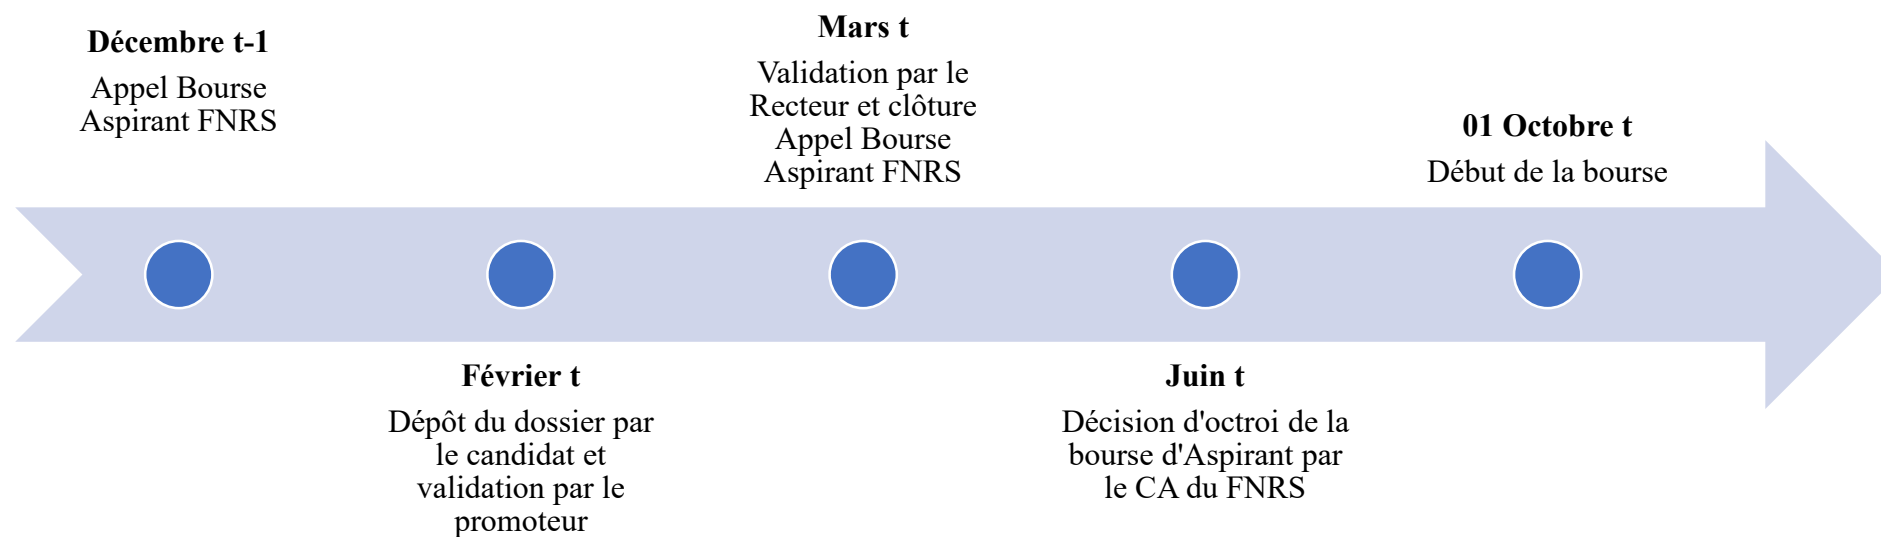 Décembre t-1
Appel Bourse
Aspirant FNRS
Février t
Dépôt du dossier par
le candidat et
validation par le
promoteur
Mars t
Validation par le
Recteur et clôture
Appel Bourse
Aspirant FNRS
Juin t
Décision d'octroi de la
bourse d'Aspirant par
le CA du FNRS
01 Octobre t
Début de la bourse